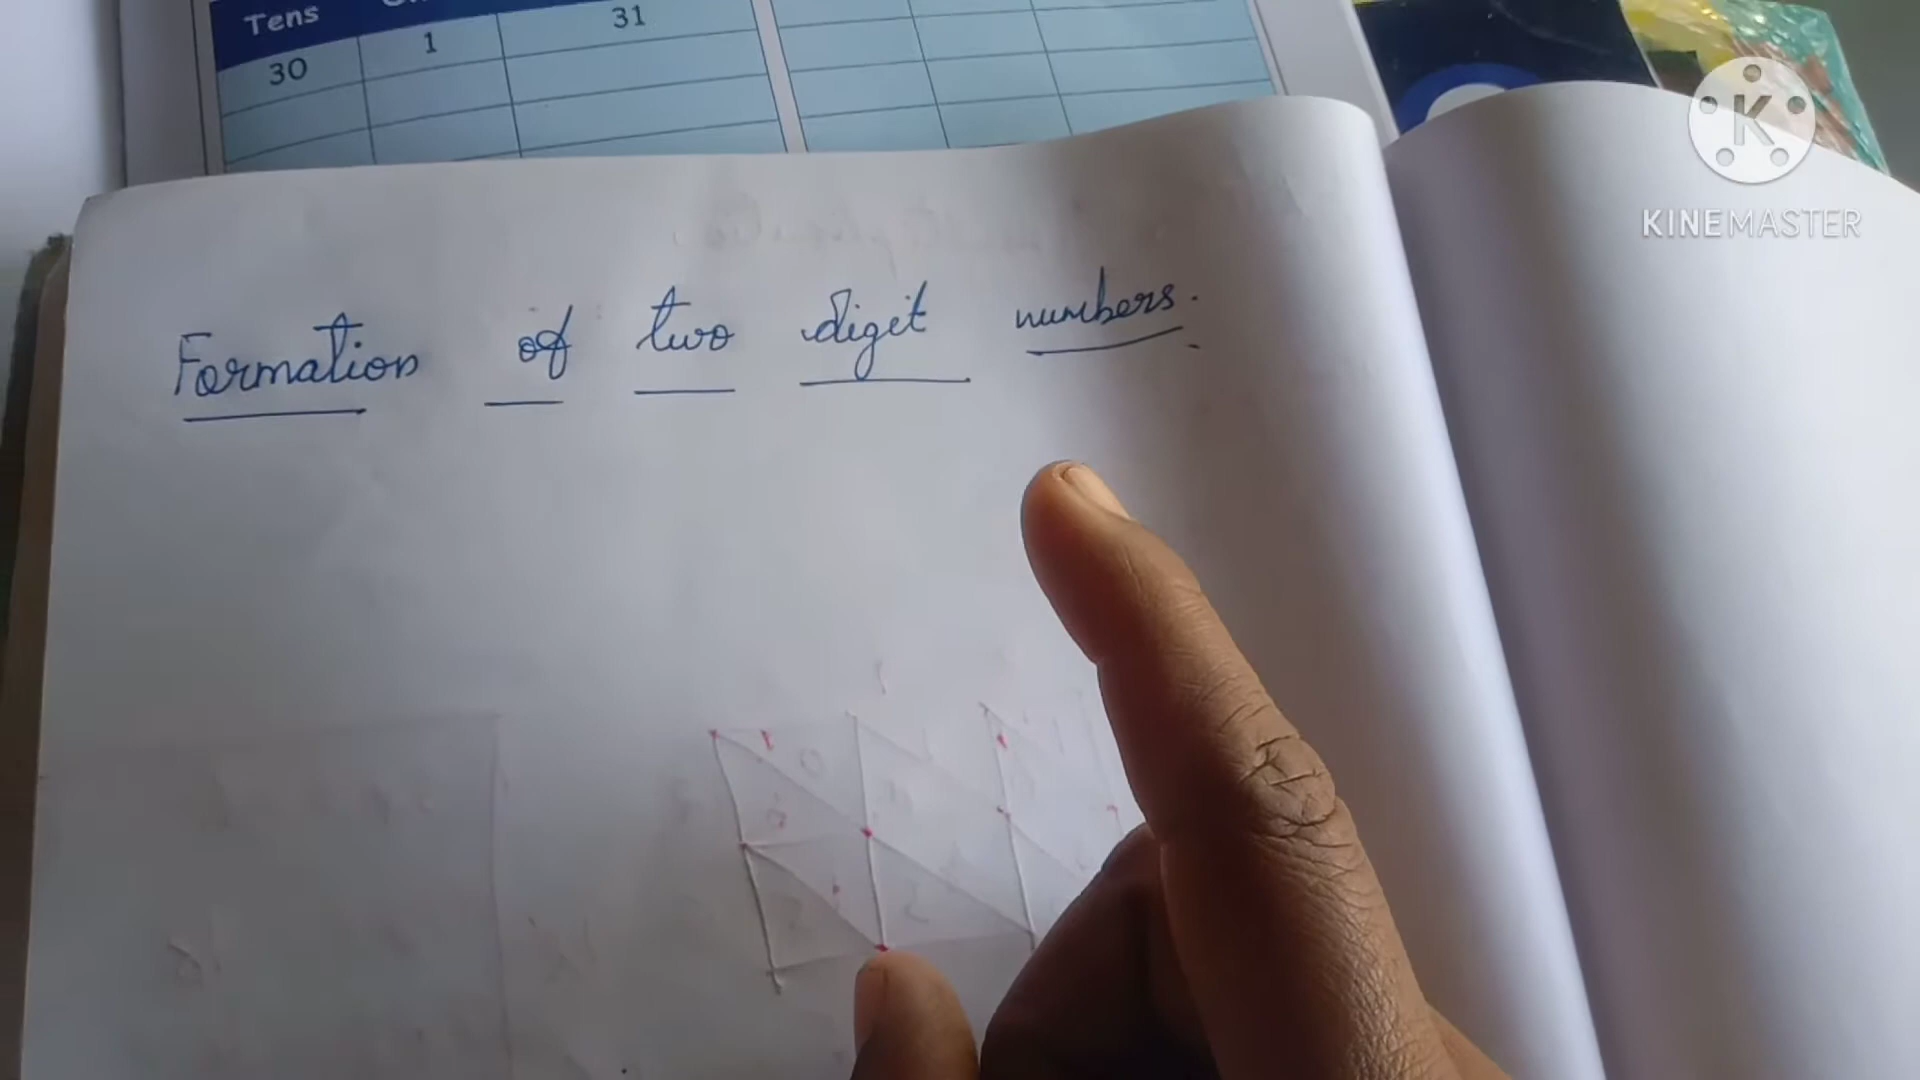 Tens
30 1 31
K
KINEMASTER
Formation of two digit numbers.